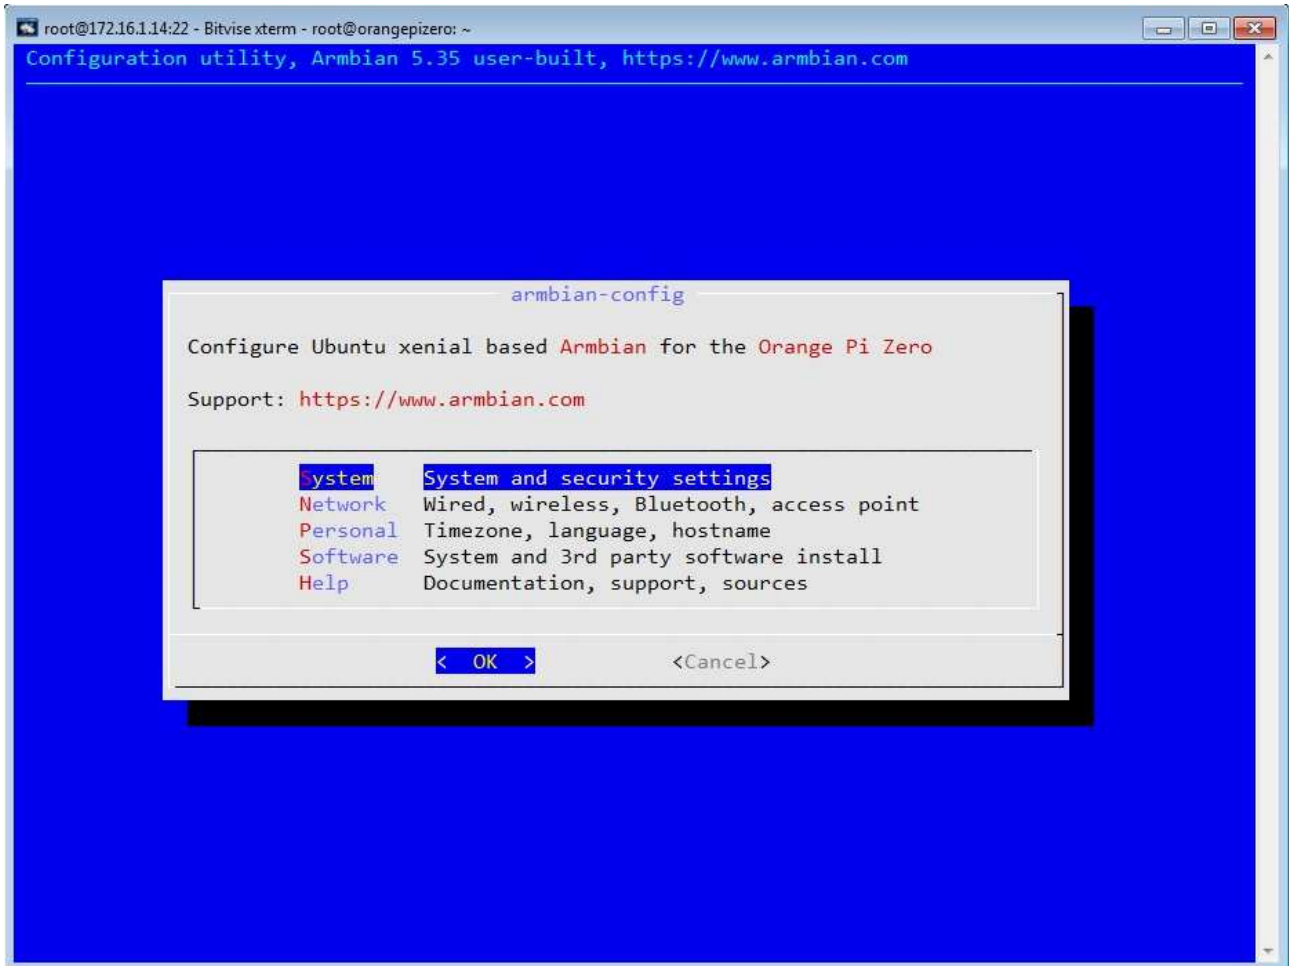 root@172.16.1.14:22 - Bitvise xterm - root@orangepizero: ~
Configuration utility, Armbian 5.35 user-built, https://www.armbian.com
armbian-config
Configure Ubuntu xenial based Armbian for the Orange Pi Zero
Support: https://www.armbian.com
System System and security settings
Network Wired, wireless, Bluetooth, access point
Personal Timezone, language, hostname
Software System and 3rd party software install
Help Documentation, support, sources
< OK > <Cancel>